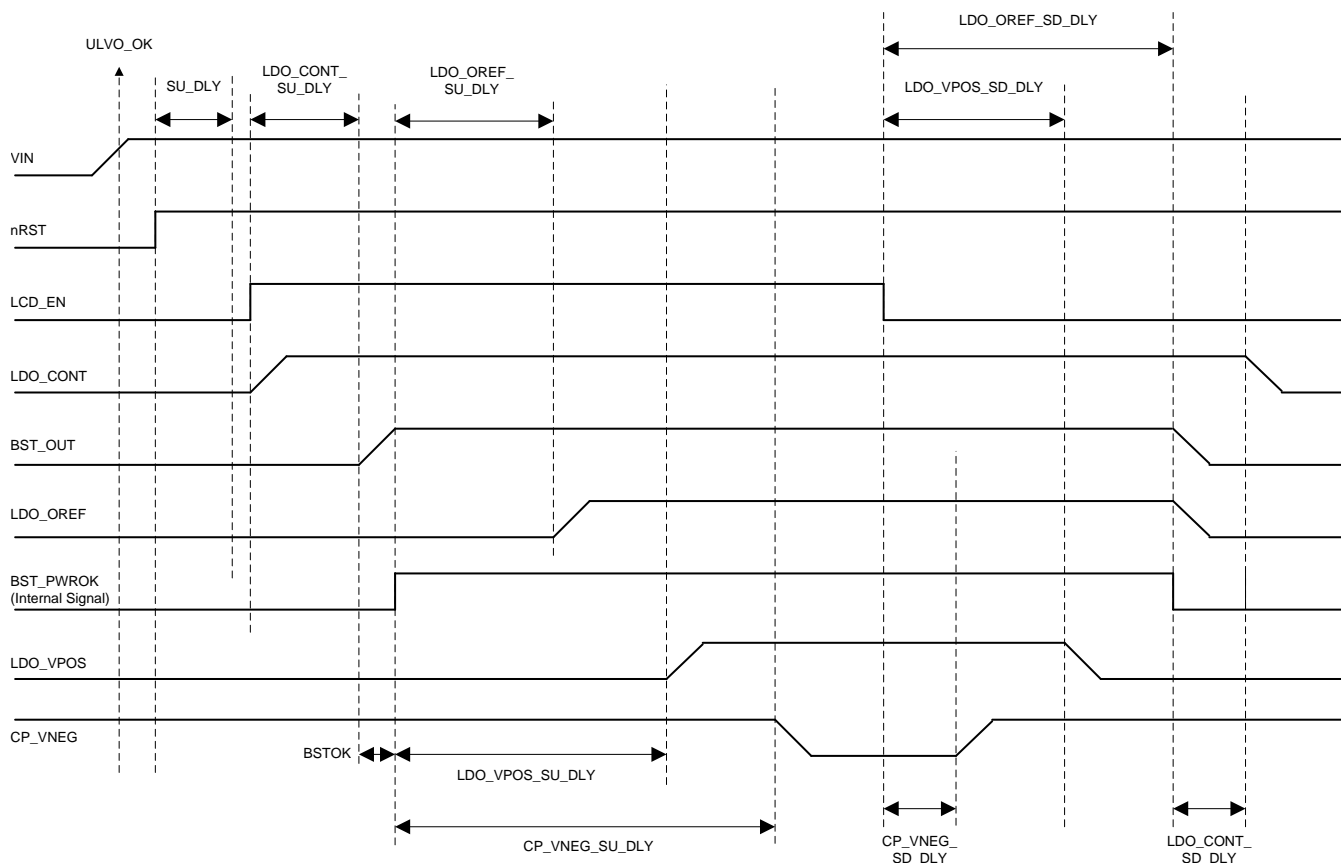 LDO_OREF_SD_DLY
ULVO_OK
SU_DLY
LDO_CONT_
SU_DLY
LDO_OREF_
SU_DLY
LDO_VPOS_SD_DLY
VIN
nRST
LCD_EN
LDO_CONT
BST_OUT
LDO_OREF
BST_PWROK
(Internal Signal)
LDO_VPOS
CP_VNEG
BSTOK
LDO_VPOS_SU_DLY
CP_VNEG_SU_DLY
CP_VNEG_
SD_DLY
LDO_CONT_
SD_DLY